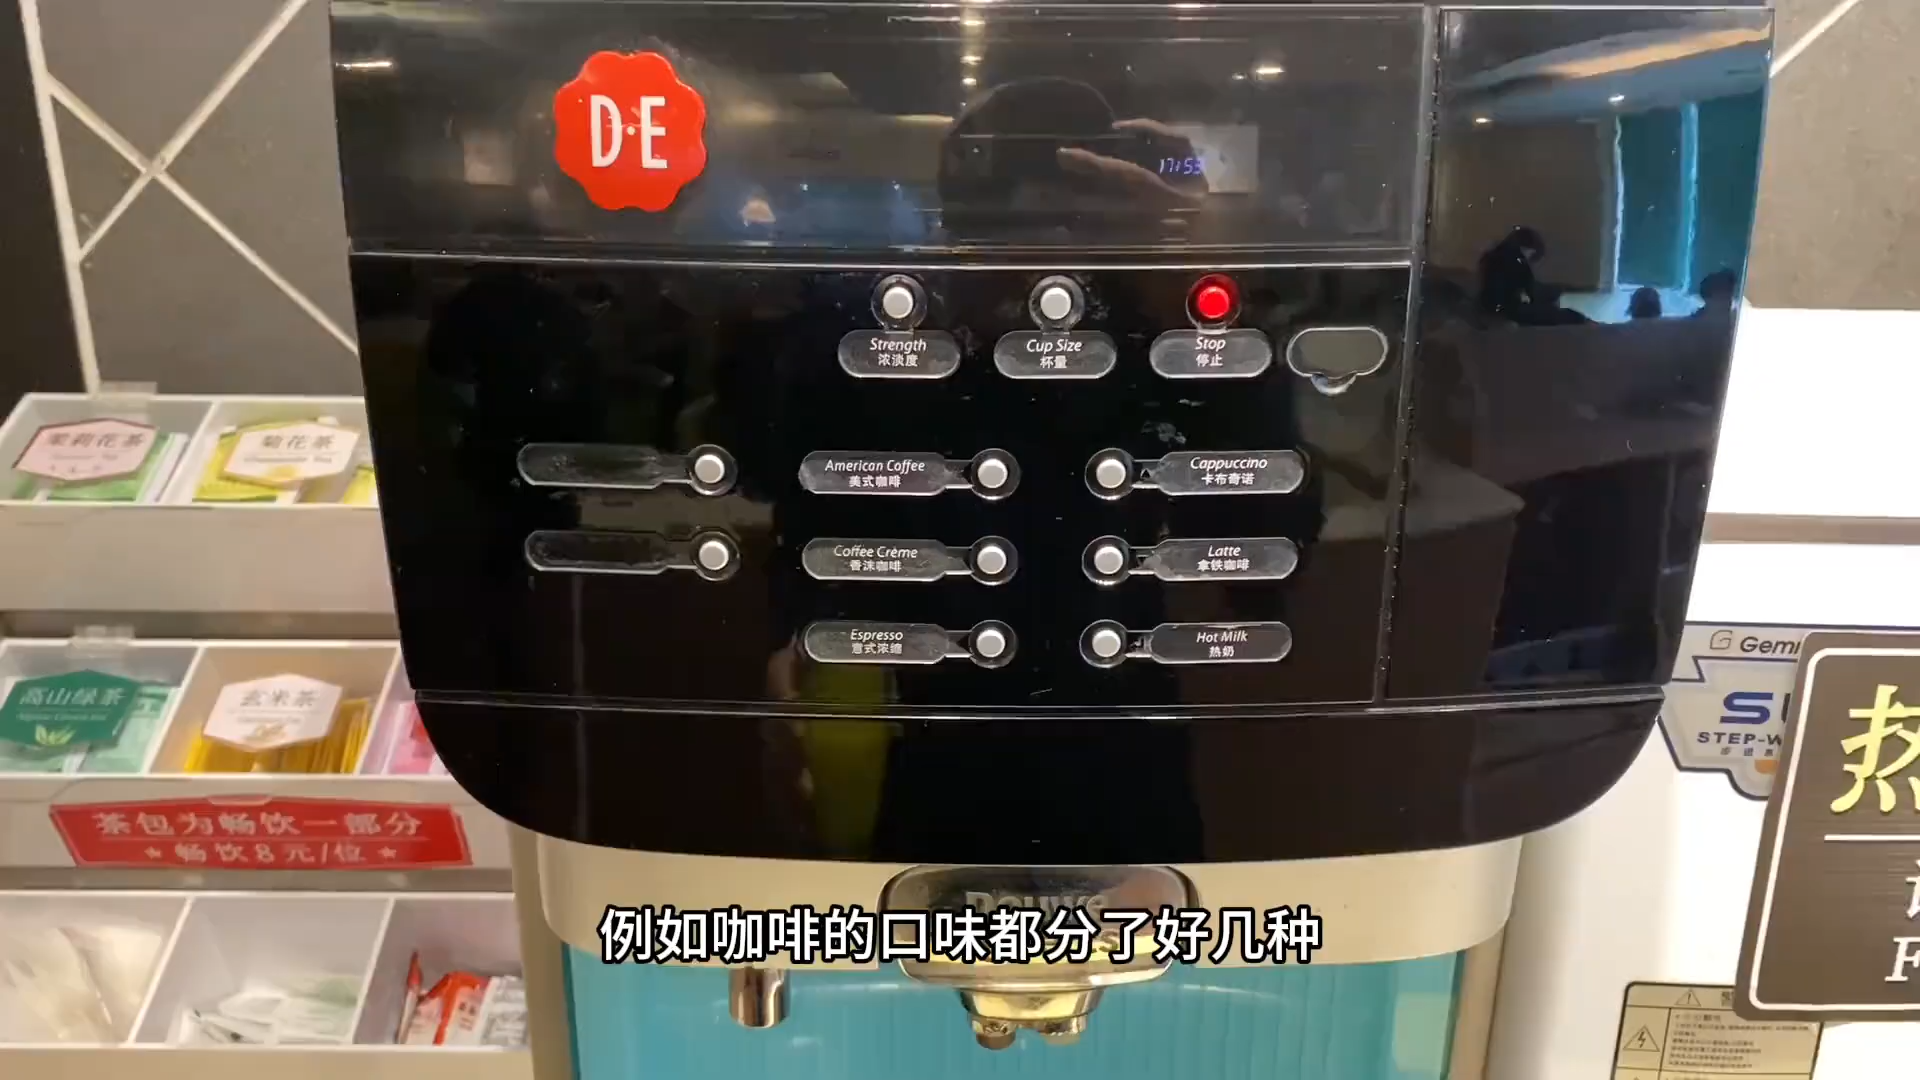 D·E
17:53
Strength
浓淡度
Cup Size
杯量
Stop
停止
American Coffee
美式咖啡
Cappuccino
卡布奇诺
Coffee Crème
香沫咖啡
Latte
拿铁咖啡
Espresso
意式浓缩
Hot Milk
热奶
茉莉花茶
菊花茶
高山绿茶
玄米茶
茶包为畅饮一部分
畅饮8元/位
Gemi
STEP-W
热
F
Douwe
例如咖啡的口味都分了好几种